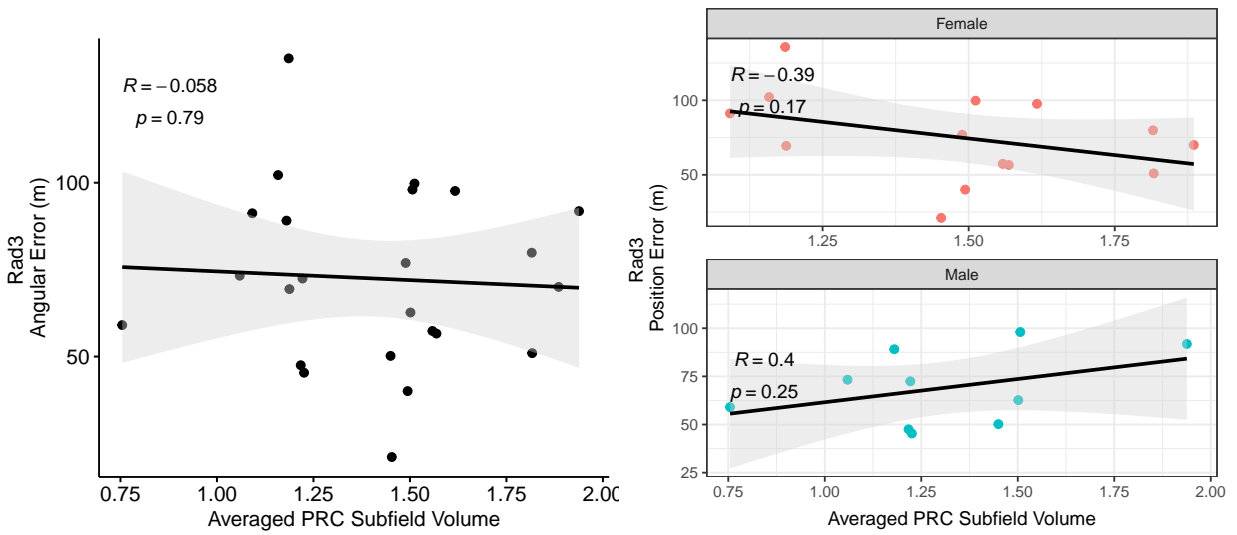 R = −0.058
p = 0.79
100
50
Rad3
Angular Error (m)
0.75 1.00 1.25 1.50 1.75 2.00
Averaged PRC Subfield Volume
Female
R = −0.39
p = 0.17
100
50
1.25 1.50 1.75
Rad3
Position Error (m)
Male
R = 0.4
p = 0.25
100
75
50
25
0.75 1.00 1.25 1.50 1.75 2.00
Averaged PRC Subfield Volume